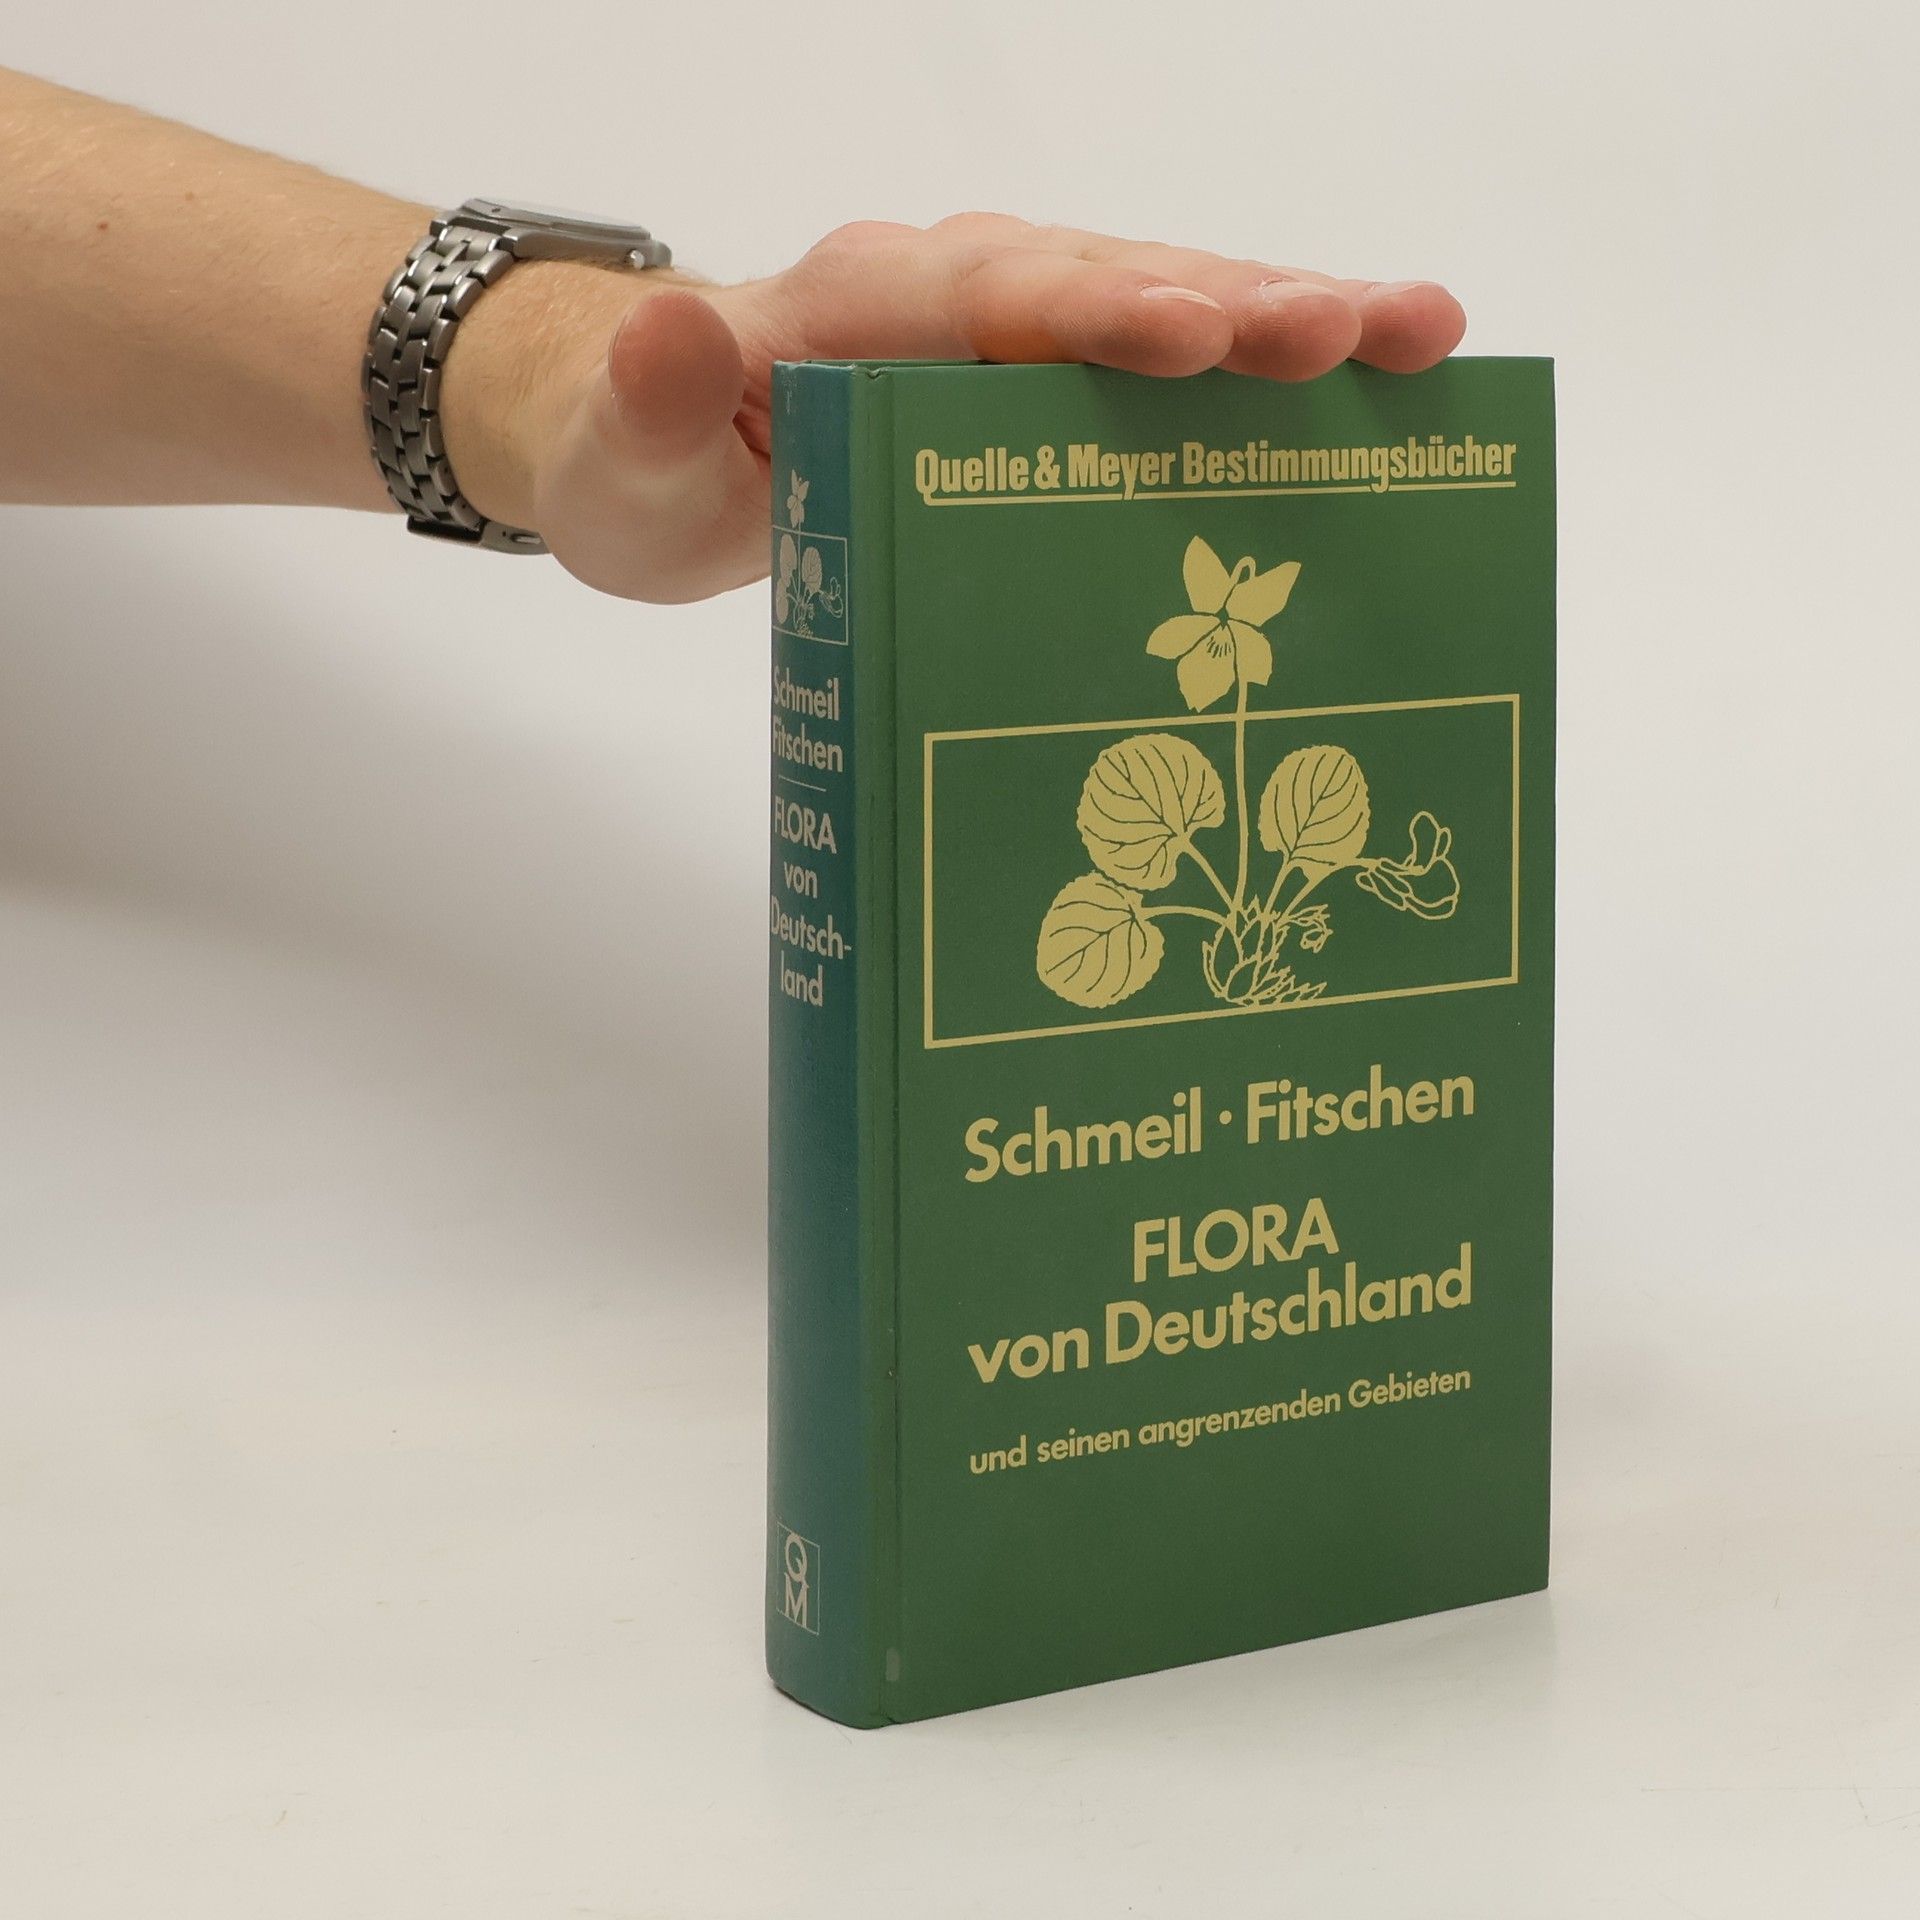 Quelle & Meyer Bestimmungsbücher
Schmeil · Fitschen
FLORA
von Deutschland
und seinen angrenzenden Gebieten
Schmeil
Fitschen
FLORA
von
Deutsch-
land
Q
M